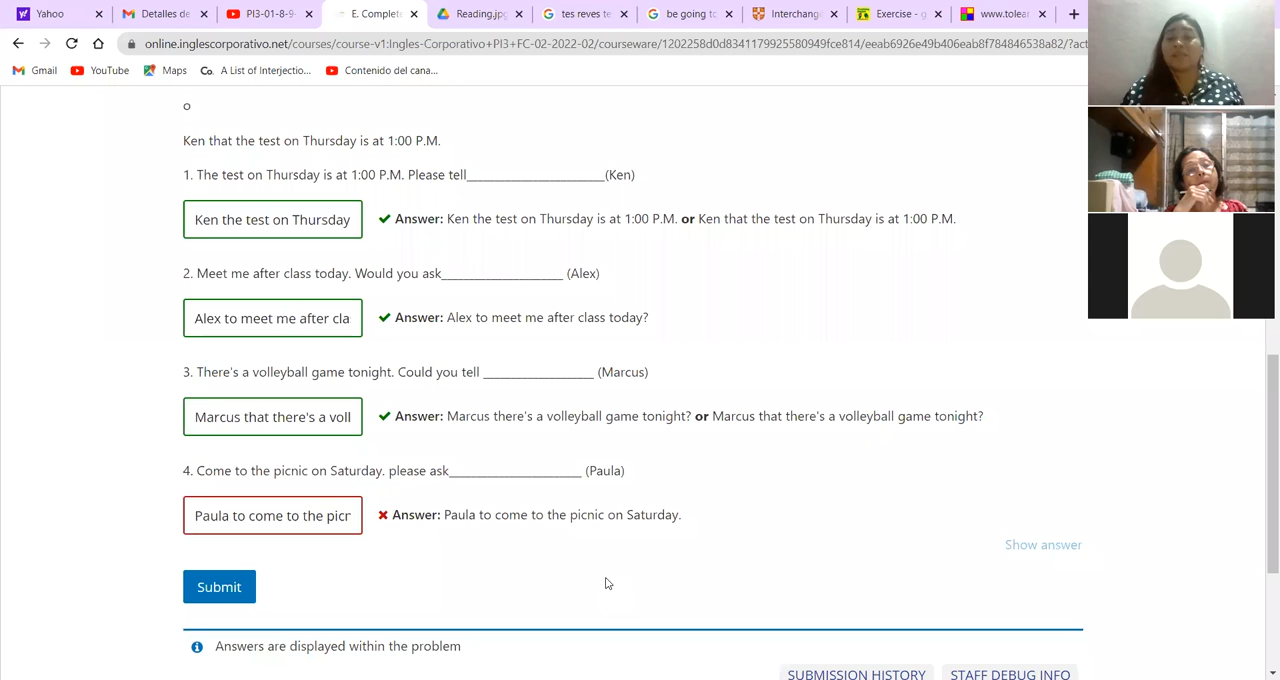 Yahoo
Detalles de
PI3-01-8-9-
E. Complete
Reading.jpg
tes reves te
be going to
Interchange
Exercise - g
www.tolear
online.inglescorporativo.net/courses/course-v1:Ingles-Corporativo+PI3+FC-02-2022-02/courseware/1202258d0d8341179925580949fce814/eeab6926e49b406eab8f784846538a82/?act
Gmail
YouTube
Maps
A List of Interjectio...
Contenido del cana...
o
Ken that the test on Thursday is at 1:00 P.M.
1. The test on Thursday is at 1:00 P.M. Please tell____________________(Ken)
Ken the test on Thursday
Answer: Ken the test on Thursday is at 1:00 P.M. or Ken that the test on Thursday is at 1:00 P.M.
2. Meet me after class today. Would you ask__________________ (Alex)
Alex to meet me after cla
Answer: Alex to meet me after class today?
3. There's a volleyball game tonight. Could you tell ________________ (Marcus)
Marcus that there's a voll
Answer: Marcus there's a volleyball game tonight? or Marcus that there's a volleyball game tonight?
4. Come to the picnic on Saturday. please ask___________________ (Paula)
Paula to come to the picr
Answer: Paula to come to the picnic on Saturday.
Show answer
Submit
Answers are displayed within the problem
SUBMISSION HISTORY
STAFF DEBUG INFO